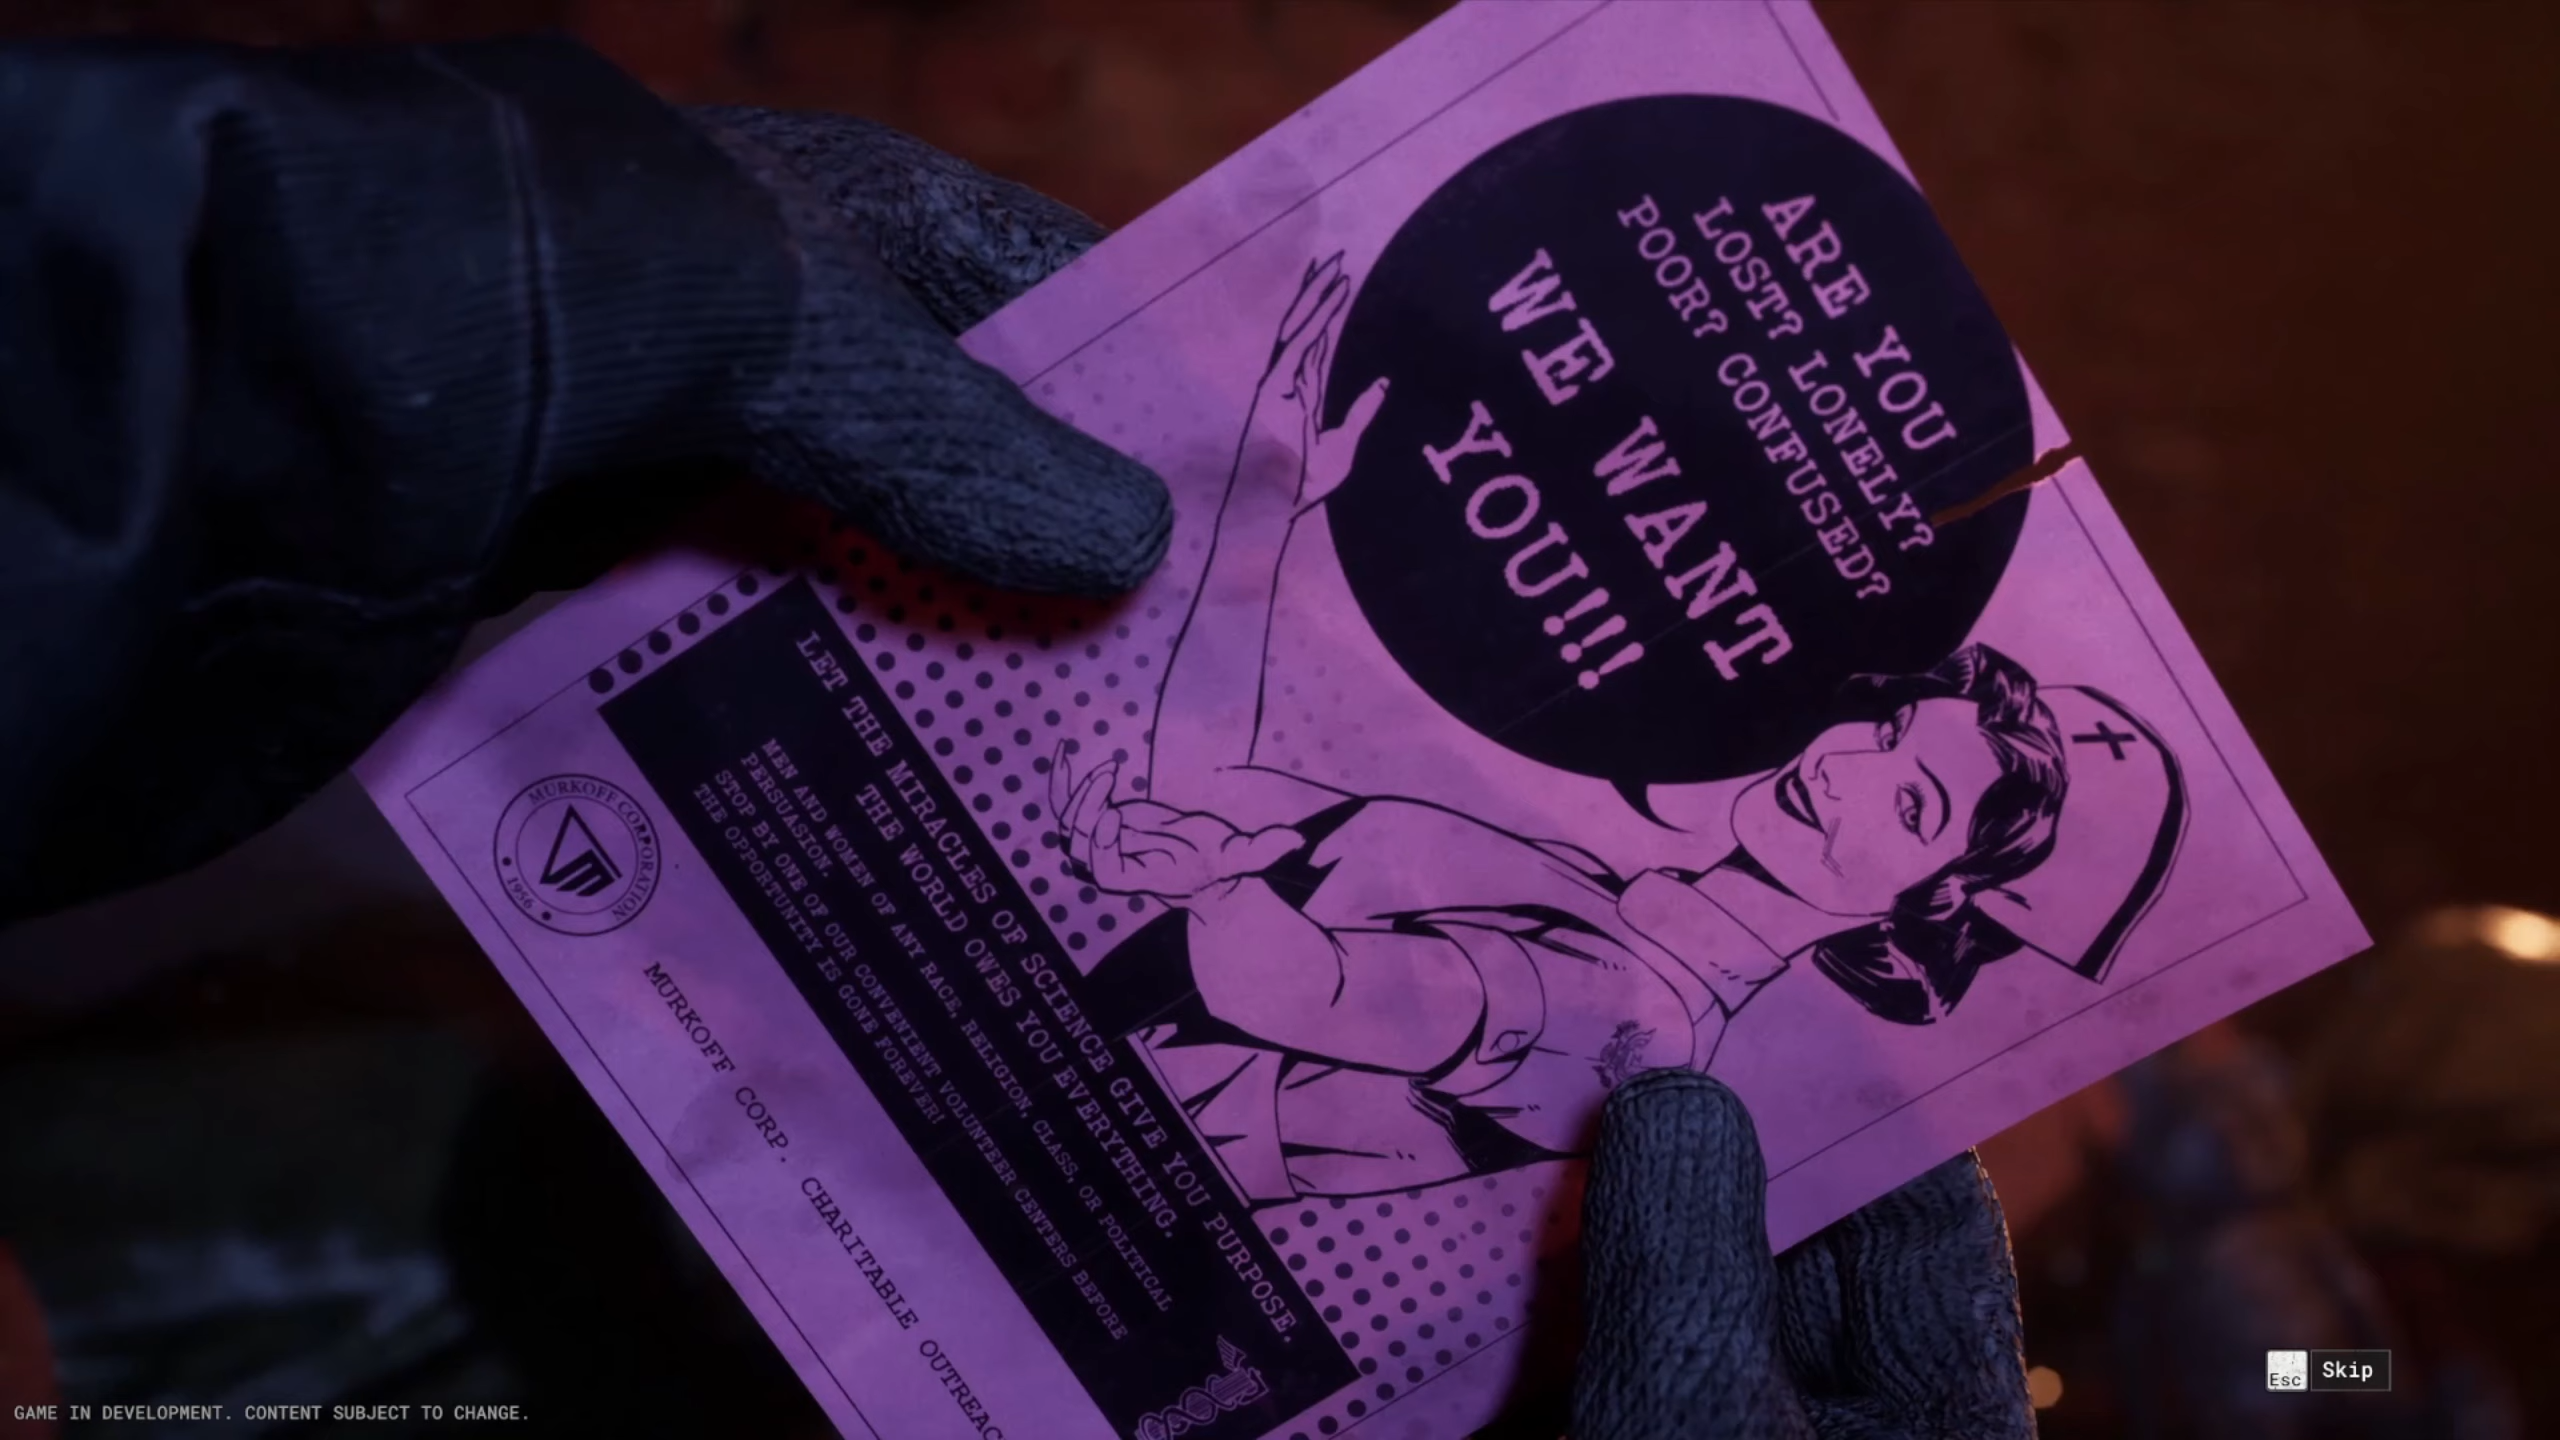 ARE YOU
LOST? LONELY?
POOR? CONFUSED?
WE WANT
YOU!!!
LET THE MIRACLES OF SCIENCE GIVE YOU PURPOSE.
THE WORLD OWES YOU EVERYTHING.
MEN AND WOMEN OF ANY RACE, RELIGION, CLASS, OR POLITICAL
PERSUASION.
STOP BY ONE OF OUR CONVENIENT VOLUNTEER CENTERS BEFORE
THE OPPORTUNITY IS GONE FOREVER!
MURKOFF CORPORATION
• 1956 •
MURKOFF CORP. CHARITABLE OUTREAC
Esc Skip
GAME IN DEVELOPMENT. CONTENT SUBJECT TO CHANGE.